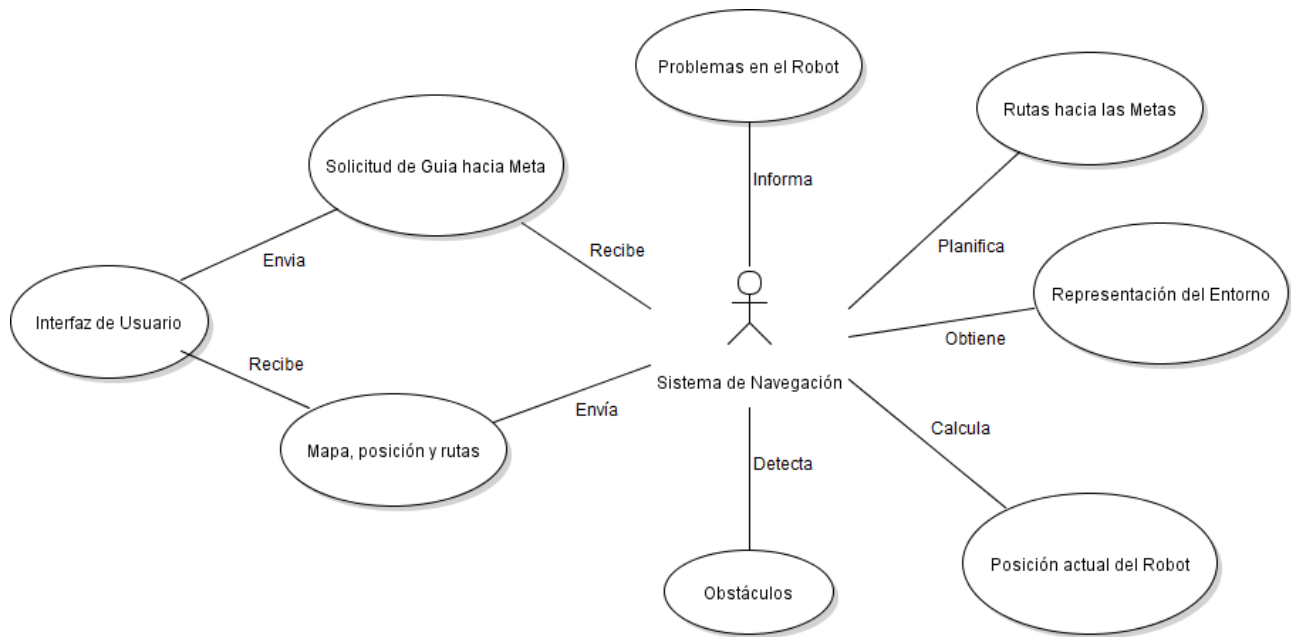 Problemas en el Robot
Rutas hacia las Metas
Solicitud de Guia hacia Meta
Informa
Planifica
Envia
Recibe
Representación del Entorno
Interfaz de Usuario
Obtiene
Recibe
Sistema de Navegación
Envía
Calcula
Mapa, posición y rutas
Detecta
Posición actual del Robot
Obstáculos